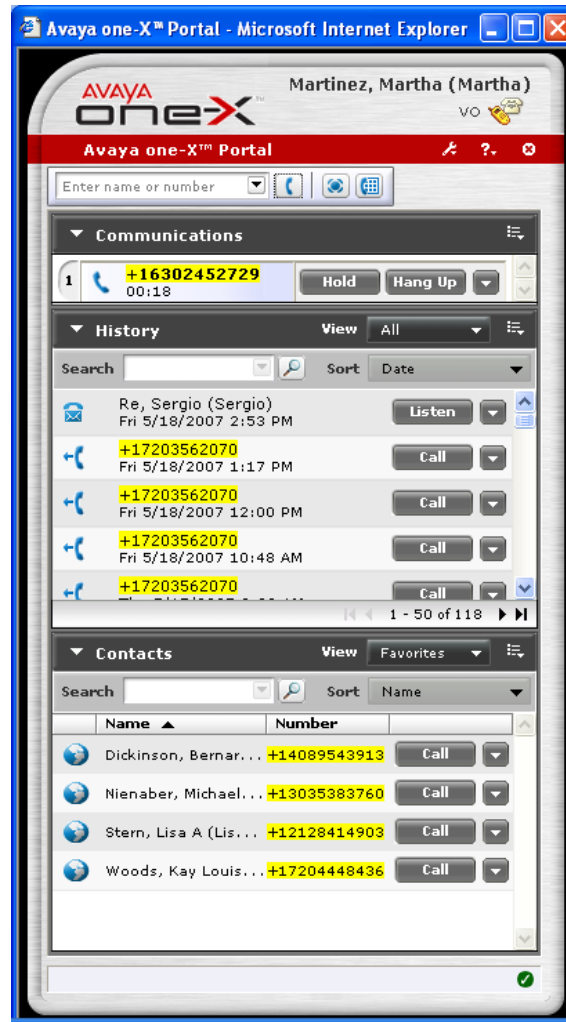 Avaya one-X™ Portal - Microsoft Internet Explorer
AVAYA
one-X™
Martinez, Martha (Martha)
VO
Avaya one-X™ Portal
?
Enter name or number
Communications
1 +16302452729 Hold Hang Up
00:18
History View All
Search Sort Date
Re, Sergio (Sergio) Listen
Fri 5/18/2007 2:53 PM
+17203562070 Call
Fri 5/18/2007 1:17 PM
+17203562070 Call
Fri 5/18/2007 12:00 PM
+17203562070 Call
Fri 5/18/2007 10:48 AM
+17203562070 Call
1 - 50 of 118
Contacts View Favorites
Search Sort Name
Name Number
Dickinson, Bernar... +14089543913 Call
Nienaber, Michael... +13035383760 Call
Stern, Lisa A (Lis... +12128414903 Call
Woods, Kay Louis... +17204448436 Call